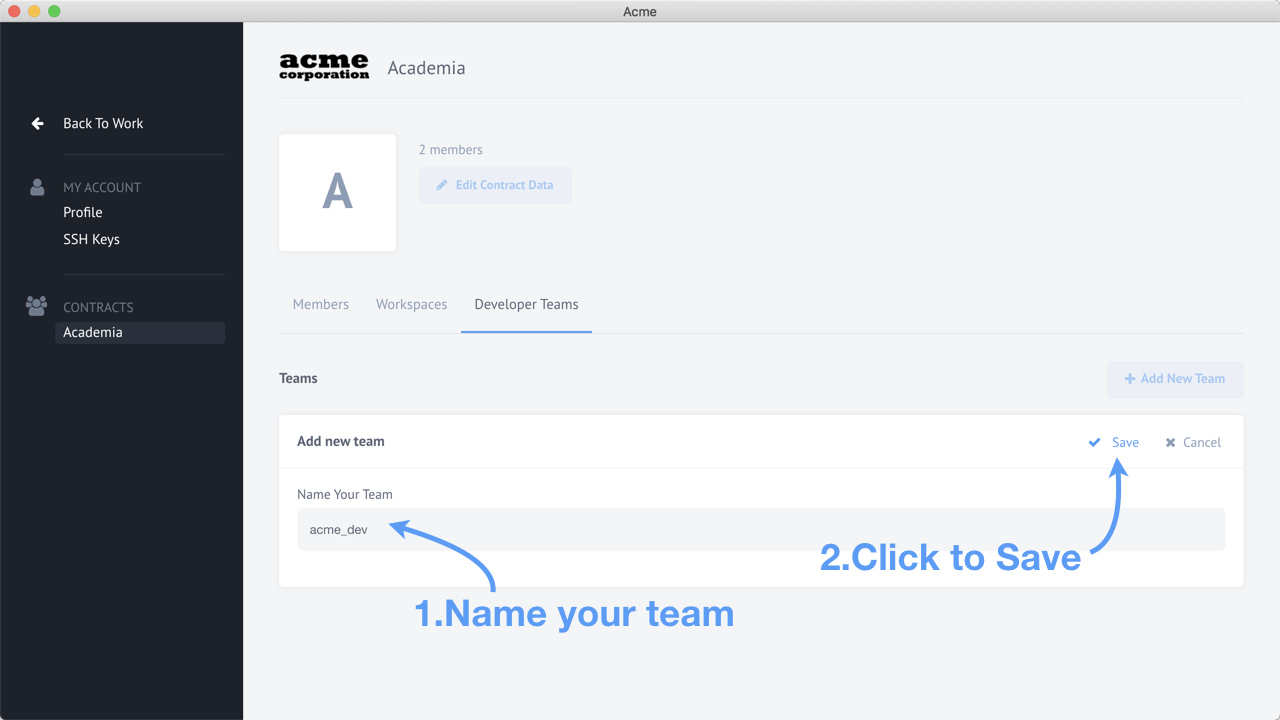 Acme
acme
corporation
Academia
Back To Work
MY ACCOUNT
Profile
SSH Keys
CONTRACTS
Academia
A
2 members
Edit Contract Data
Members Workspaces Developer Teams
Teams
Add New Team
Add new team
Save Cancel
Name Your Team
acme_dev
2.Click to Save
1.Name your team